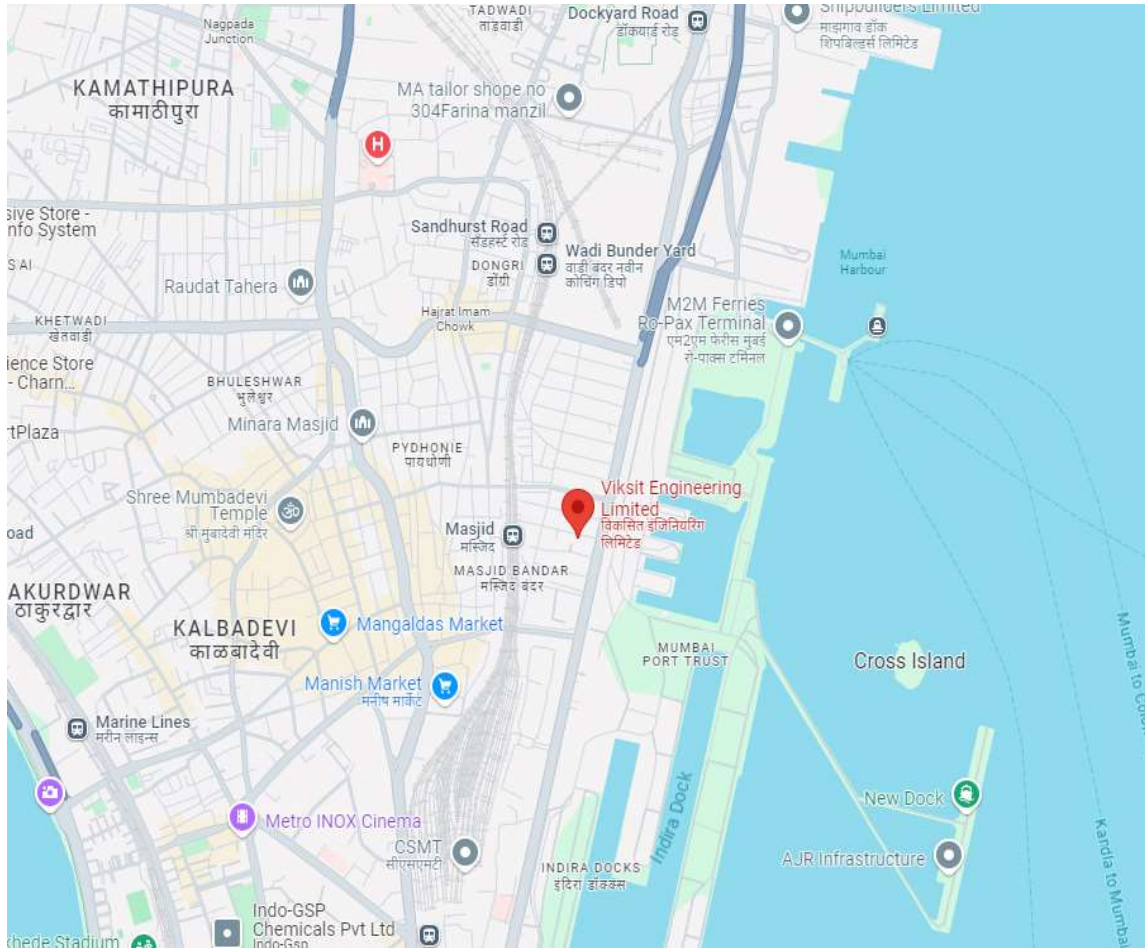 TADWADI
ताडवाडी
Dockyard Road
डॉकयार्ड रोड
Shipbuilders Limited
माझगाव डॉक
शिपबिल्डर्स लिमिटेड
Nagpada
Junction
KAMATHIPURA
कामाठीपुरा
MA tailor shope no
304Farina manzil
H
sive Store -
nfo System
S AI
Sandhurst Road
सँडहर्स्ट रोड
DONGRI
डोंगरी
Wadi Bunder Yard
वाडी बंदर नवीन
कोचिंग डिपो
Mumbai
Harbour
Raudat Tahera
Hajrat Imam
Chowk
M2M Ferries
Ro-Pax Terminal
एम2एम फेरीस मुंबई
रो-पाक्स टर्मिनल
KHETWADI
खेतवाडी
ience Store
- Charn...
BHULESHWAR
भुलेश्वर
Minara Masjid
rtPlaza
PYDHONIE
पायधोणी
Shree Mumbadevi
Temple
श्री मुंबादेवी मंदिर
Viksit Engineering
Limited
विकसित इंजिनियरिंग
लिमिटेड
oad
Masjid
मस्जिद
MASJID BANDAR
मस्जिद बंदर
AKURDWAR
ठाकुरद्वार
KALBADEVI
काळबादेवी
Mangaldas Market
MUMBAI
PORT TRUST
Cross Island
Manish Market
मनीष मार्केट
Marine Lines
मरीन लाइन्स
Mumbai to Colo
New Dock
Indira Dock
Metro INOX Cinema
CSMT
सीएसएमटी
AJR Infrastructure
INDIRA DOCKS
इंदिरा डॉक्क्स
Kandla to Mumbai
Indo-GSP
Chemicals Pvt Ltd
Indo-Gsp
khede Stadium